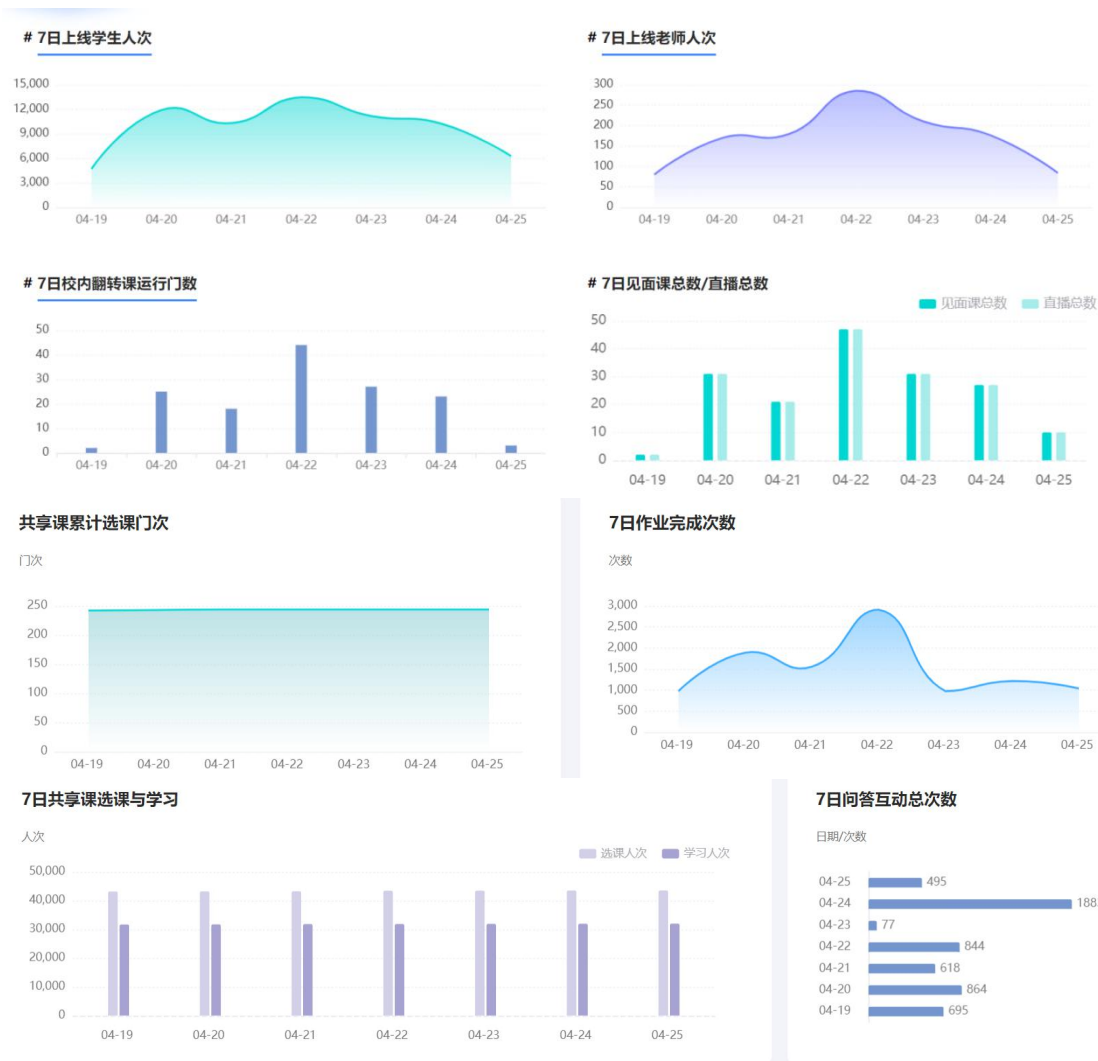 # 7日上线学生人次
15,000
12,000
9,000
6,000
3,000
0
04-19 04-20 04-21 04-22 04-23 04-24 04-25
# 7日上线老师人次
300
250
200
150
100
50
0
04-19 04-20 04-21 04-22 04-23 04-24 04-25
# 7日校内翻转课运行门数
50
40
30
20
10
0
04-19 04-20 04-21 04-22 04-23 04-24 04-25
# 7日见面课总数/直播总数
见面课总数 直播总数
50
40
30
20
10
0
04-19 04-20 04-21 04-22 04-23 04-24 04-25
共享课累计选课门次
门次
250
200
150
100
50
0
04-19 04-20 04-21 04-22 04-23 04-24 04-25
7日作业完成次数
次数
3,000
2,500
2,000
1,500
1,000
500
0
04-19 04-20 04-21 04-22 04-23 04-24 04-25
7日共享课选课与学习
人次
选课人次 学习人次
50,000
40,000
30,000
20,000
10,000
0
04-19 04-20 04-21 04-22 04-23 04-24 04-25
7日问答互动总次数
日期/次数
04-25 495
04-24 188
04-23 77
04-22 844
04-21 618
04-20 864
04-19 695